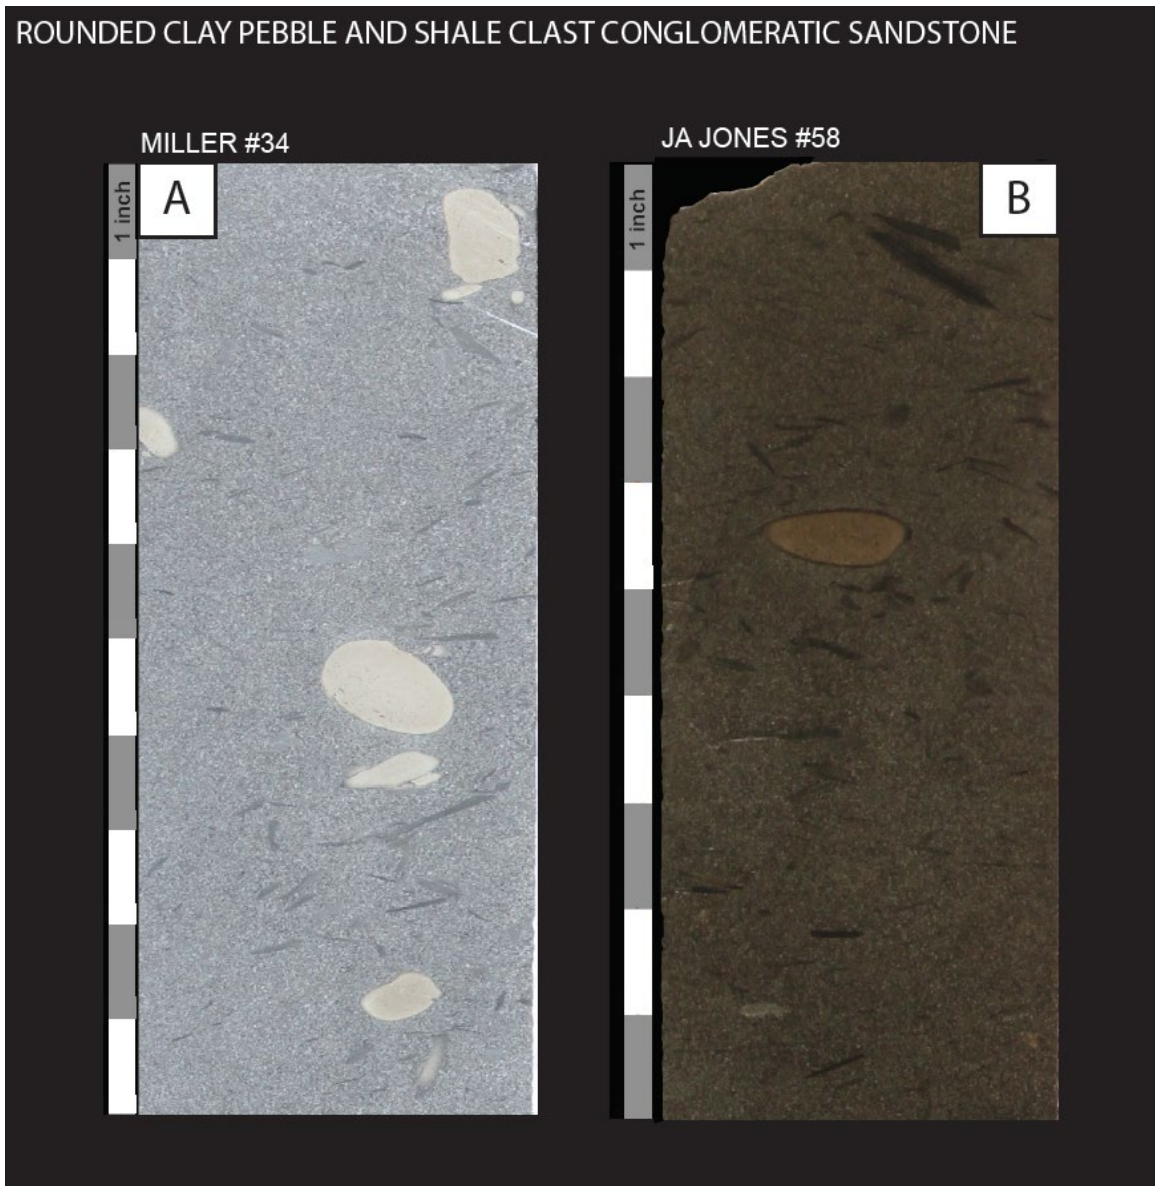 ROUNDED CLAY PEBBLE AND SHALE CLAST CONGLOMERATIC SANDSTONE
MILLER #34
JA JONES #58
1 inch
A
1 inch
B